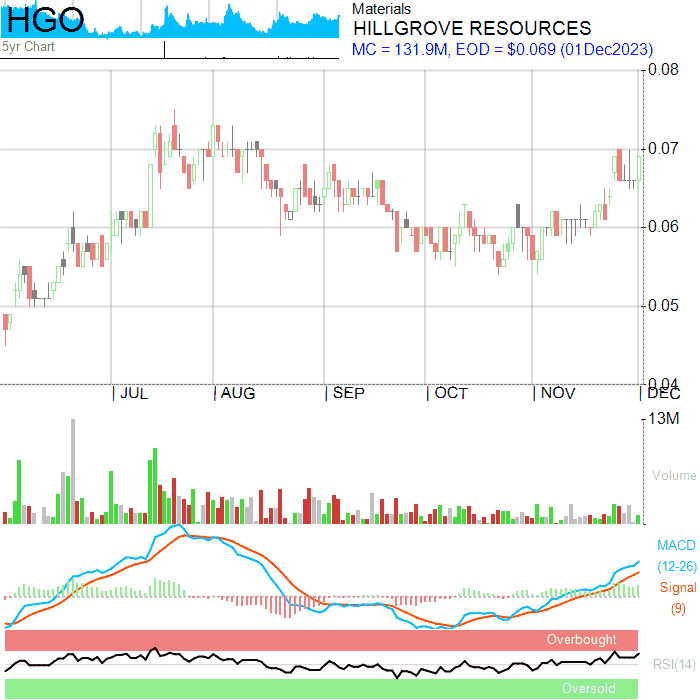 HGO
5yr Chart
Materials
HILLGROVE RESOURCES
MC = 131.9M, EOD = $0.069 (01Dec2023)
0.08
0.07
0.06
0.05
0.04
JUL AUG SEP OCT NOV DEC
13M
Volume
MACD
(12-26)
Signal
(9)
Overbought
RSI(14)
Oversold